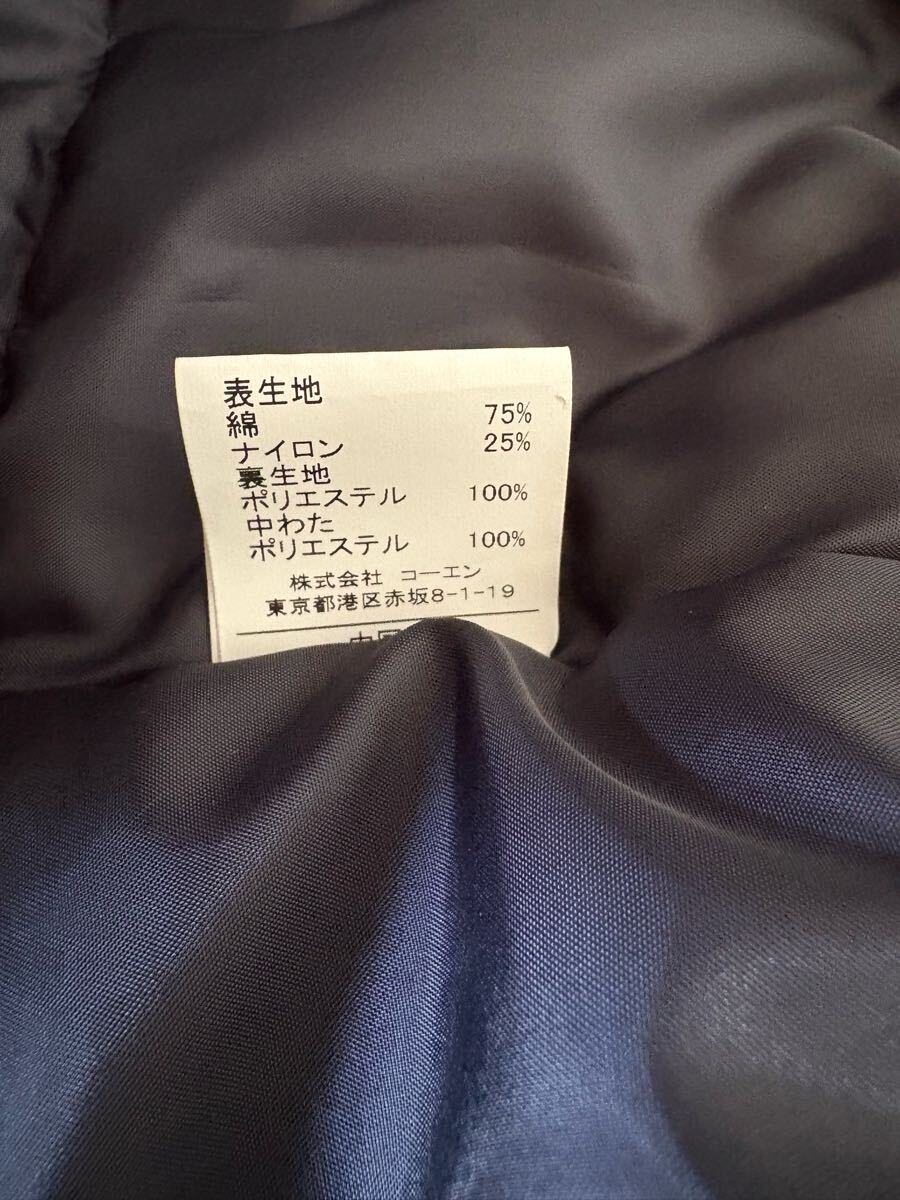 表生地
綿 75%
ナイロン 25%
裏生地
ポリエステル 100%
中わた
ポリエステル 100%
株式会社 コーエン
東京都港区赤坂8-1-19